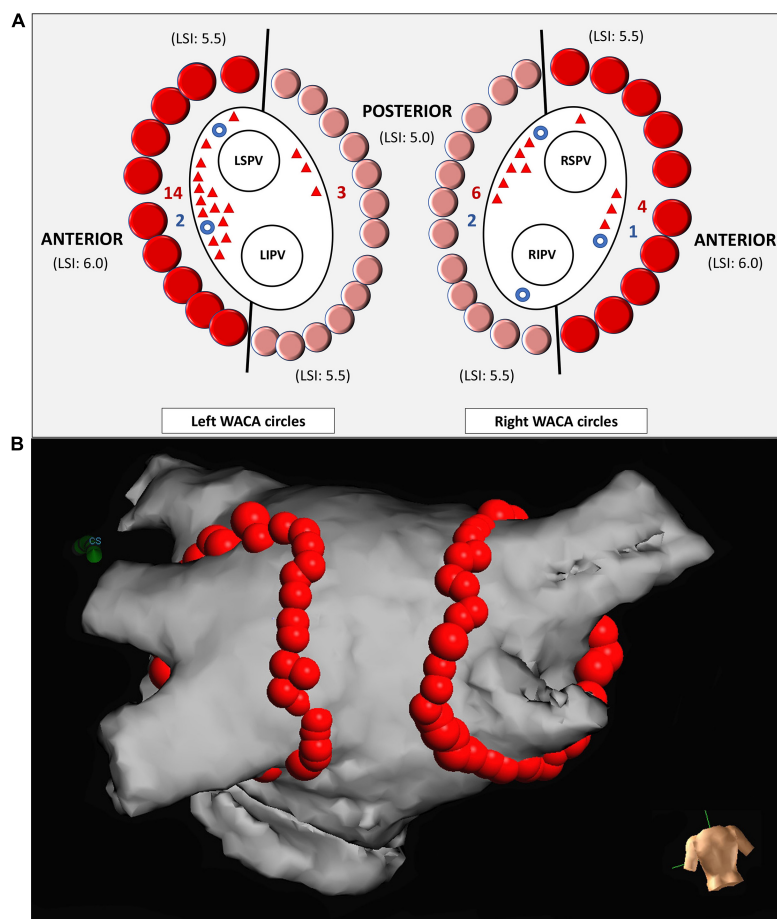 A
(LSI: 5.5)
(LSI: 5.5)
POSTERIOR
(LSI: 5.0)
LSPV
RSPV
14
3
6
4
2
2
1
ANTERIOR
(LSI: 6.0)
LIPV
RIPV
ANTERIOR
(LSI: 6.0)
(LSI: 5.5)
(LSI: 5.5)
Left WACA circles
Right WACA circles
B
CS